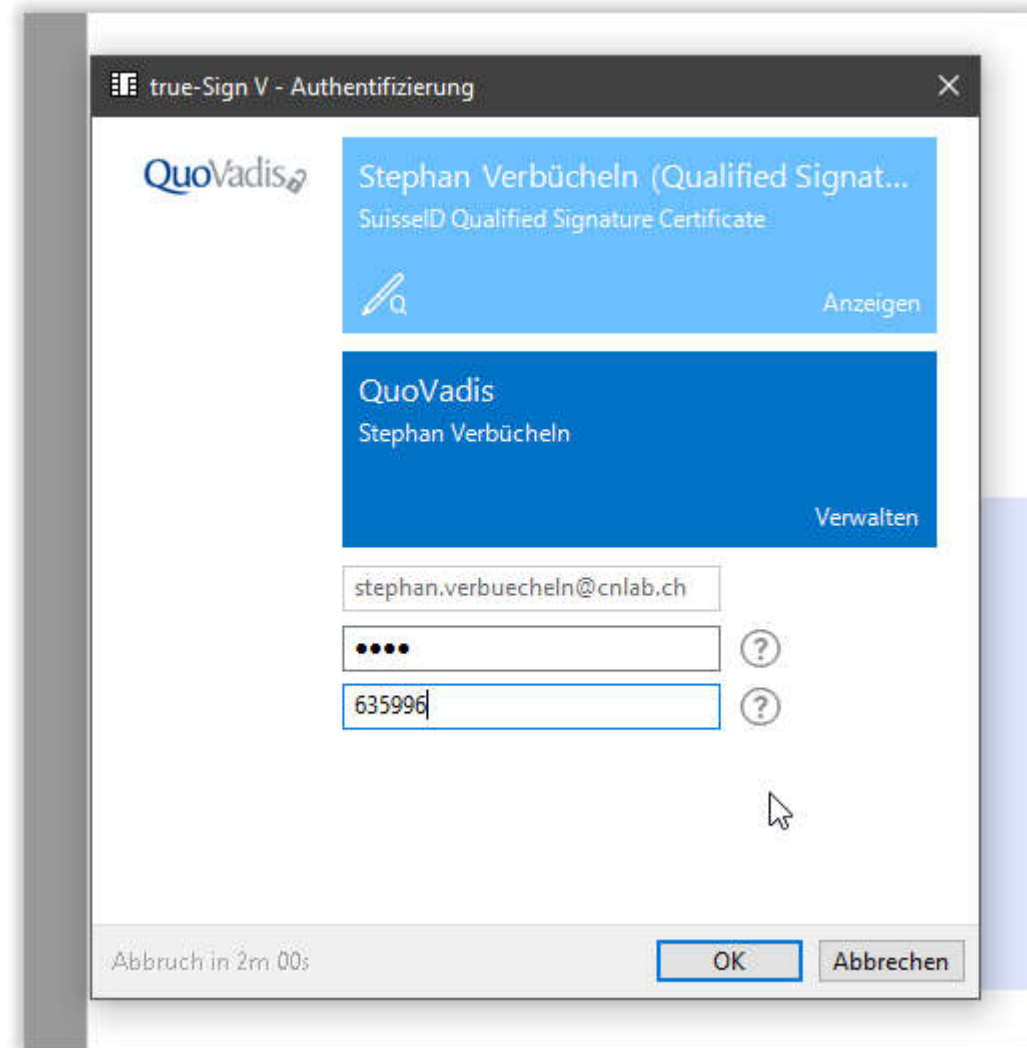 true-Sign V - Authentifizierung
QuoVadis
Stephan Verbücheln (Qualified Signat...
SuisseID Qualified Signature Certificate
Anzeigen
QuoVadis
Stephan Verbücheln
Verwalten
stephan.verbuecheln@cnlab.ch
••••
?
635996
?
Abbruch in 2m 00s
OK
Abbrechen